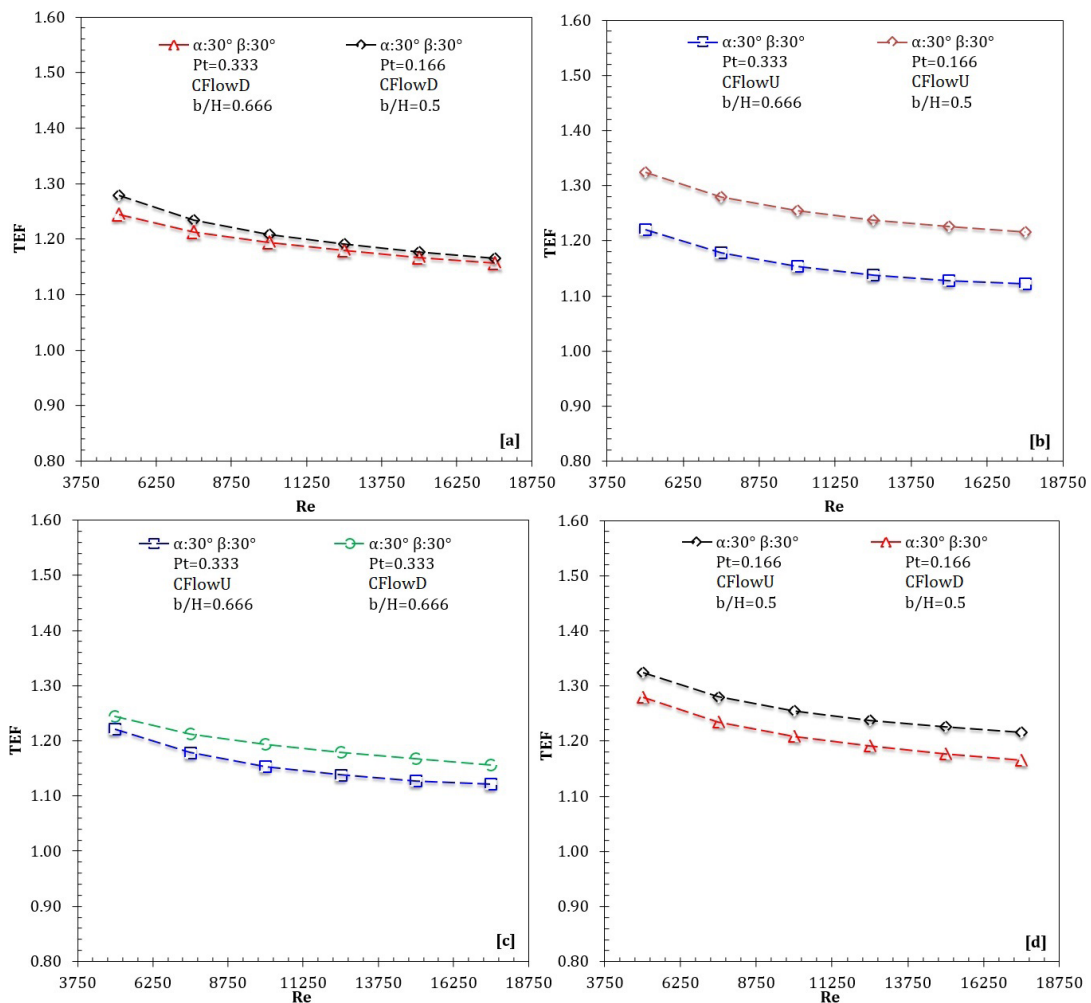 1.60
1.50
1.40
1.30
1.20
1.10
1.00
0.90
0.80
TEF
α:30° β:30°
Pt=0.333
CFlowD
b/H=0.666
α:30° β:30°
Pt=0.166
CFlowD
b/H=0.5
[a]
3750 6250 8750 11250 13750 16250 18750
Re
1.60
1.50
1.40
1.30
1.20
1.10
1.00
0.90
0.80
TEF
α:30° β:30°
Pt=0.333
CFlowU
b/H=0.666
α:30° β:30°
Pt=0.166
CFlowU
b/H=0.5
[b]
3750 6250 8750 11250 13750 16250 18750
Re
1.60
1.50
1.40
1.30
1.20
1.10
1.00
0.90
0.80
TEF
α:30° β:30°
Pt=0.333
CFlowU
b/H=0.666
α:30° β:30°
Pt=0.333
CFlowD
b/H=0.666
[c]
3750 6250 8750 11250 13750 16250 18750
Re
1.60
1.50
1.40
1.30
1.20
1.10
1.00
0.90
0.80
TEF
α:30° β:30°
Pt=0.166
CFlowU
b/H=0.5
α:30° β:30°
Pt=0.166
CFlowD
b/H=0.5
[d]
3750 6250 8750 11250 13750 16250 18750
Re